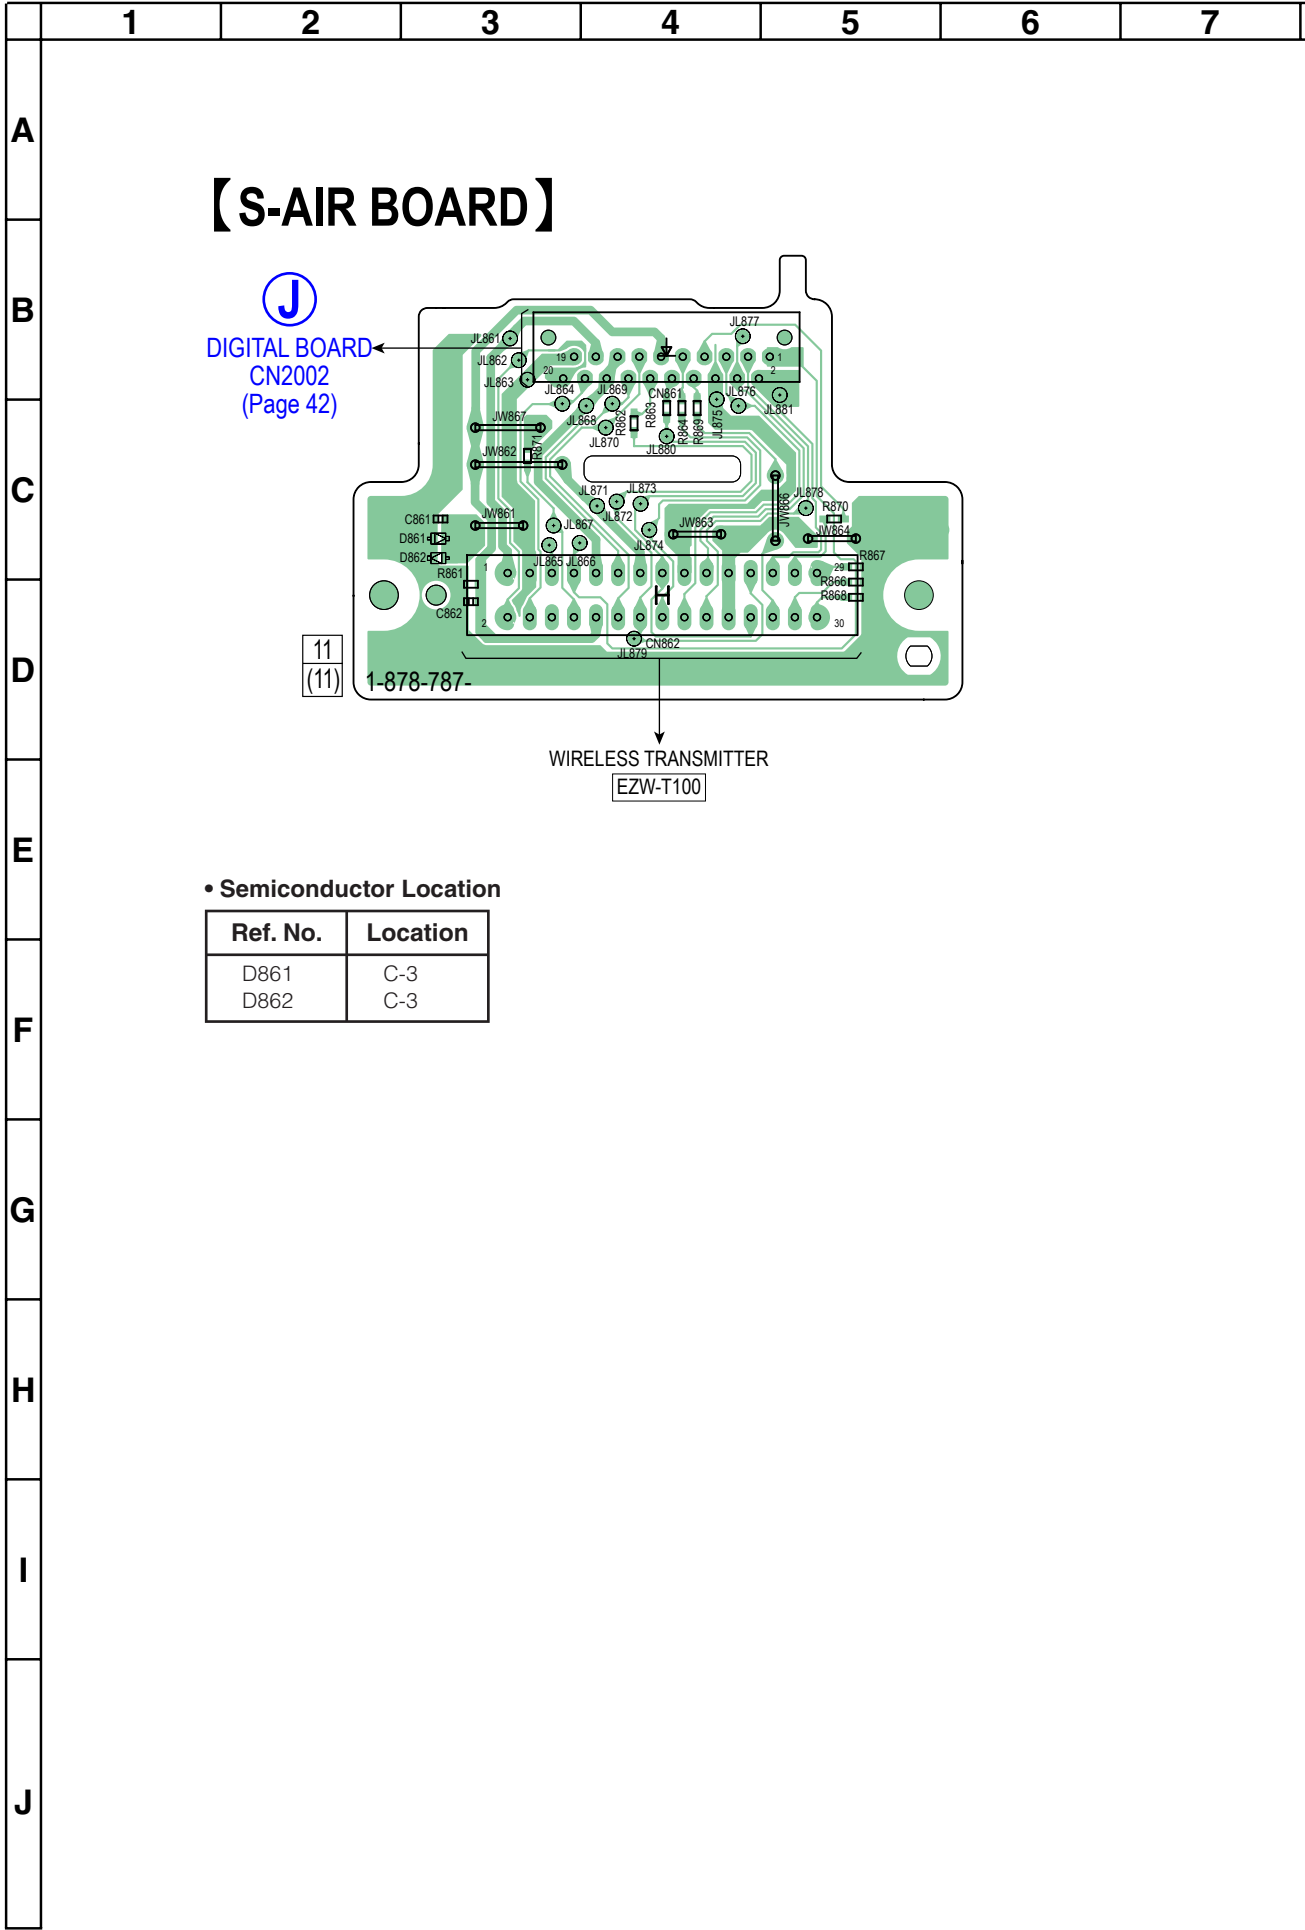 1 2 3 4 5 6 7
A
B
C
D
E
F
G
H
I
J
【S-AIR BOARD】
J
DIGITAL BOARD
CN2002
(Page 42)
JL861
JL862
JL863
JL877
19
20
1
2
JL864
JL869
CN861
JL876
JL868
JL870
R862
R863
R864
R869
JL875
JL881
JW867
R871
JW862
JL880
JL871
JL873
JL872
JW866
JL878
R870
C861
JW861
JL867
JL874
JW863
JW864
D861
D862
JL865
JL866
R867
R861
1
29
R866
R868
C862
2
30
CN862
JL879
11
(11)
1-878-787-
WIRELESS TRANSMITTER
EZW-T100
• Semiconductor Location
Ref. No. Location
D861 C-3
D862 C-3